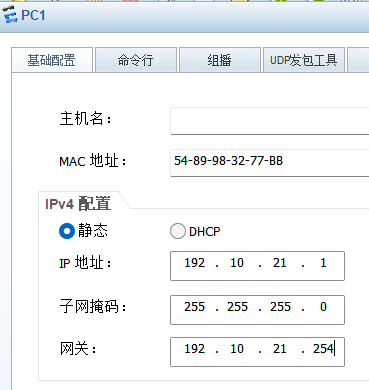 PC1
基础配置 命令行 组播 UDP发包工具
主机名：
MAC 地址： 54-89-98-32-77-BB
IPv4 配置
静态 DHCP
IP 地址： 192 . 10 . 21 . 1
子网掩码： 255 . 255 . 255 . 0
网关： 192 . 10 . 21 . 254